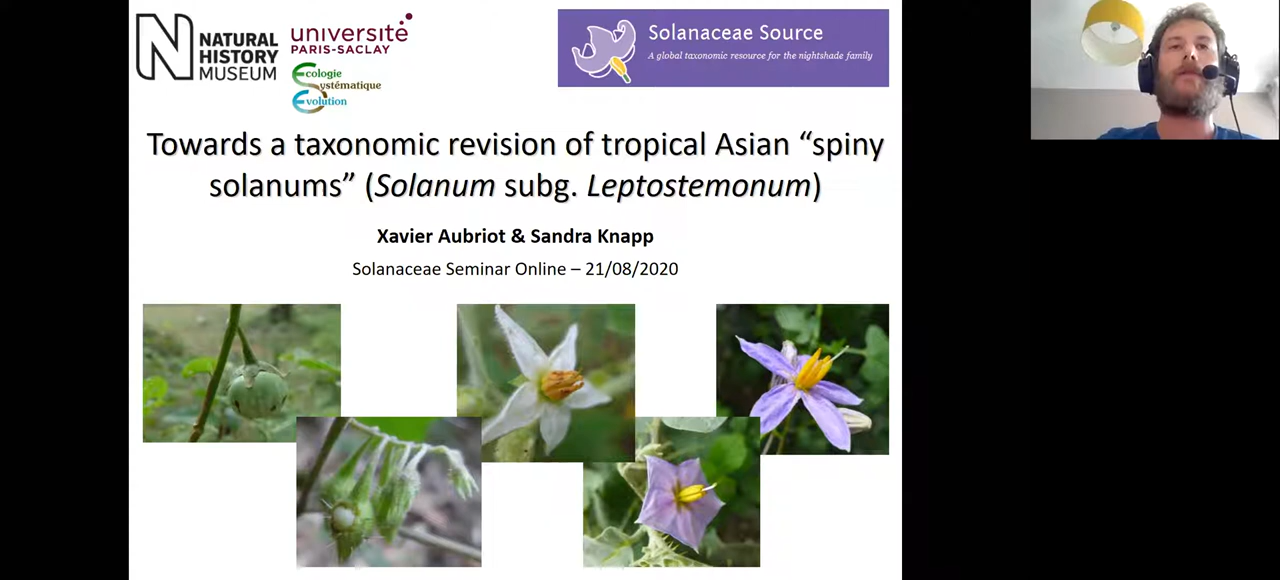 NATURAL
HISTORY
MUSEUM
université
PARIS-SACLAY
Ecologie
Systématique
Evolution
Solanaceae Source
A global taxonomic resource for the nightshade family
Towards a taxonomic revision of tropical Asian “spiny
solanums” (Solanum subg. Leptostemonum)
Xavier Aubriot & Sandra Knapp
Solanaceae Seminar Online – 21/08/2020